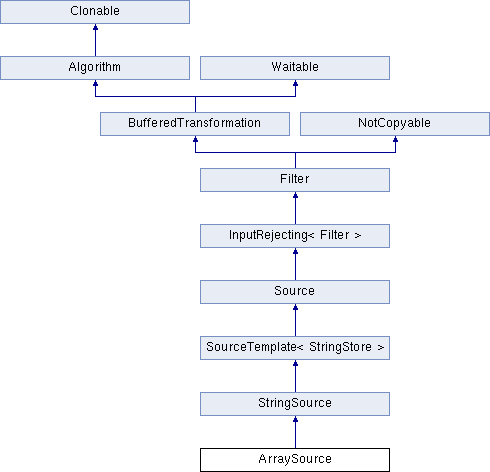 Clonable
Algorithm
Waitable
BufferedTransformation
NotCopyable
Filter
InputRejecting< Filter >
Source
SourceTemplate< StringStore >
StringSource
ArraySource